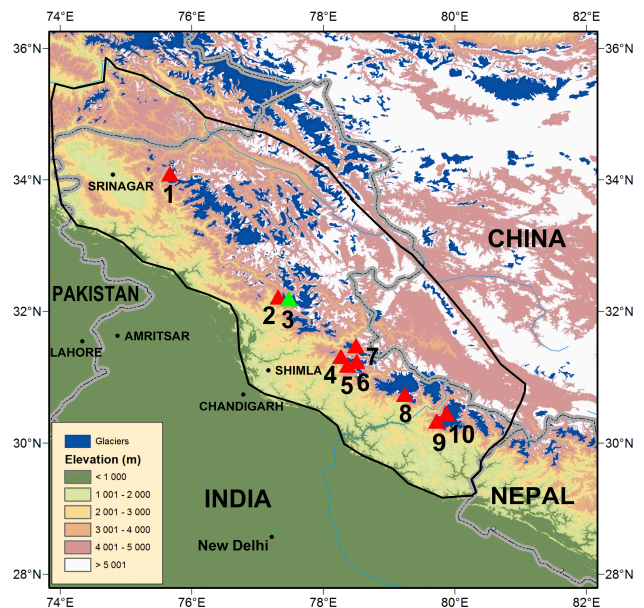 74°E
76°E
78°E
80°E
82°E
36°N
36°N
SRINAGAR
1
34°N
34°N
CHINA
PAKISTAN
2
3
32°N
32°N
AMRITSAR
LAHORE
7
SHIMLA
4
5
6
CHANDIGARH
8
9
10
30°N
30°N
Glaciers
Elevation (m)
< 1 000
1 001 - 2 000
2 001 - 3 000
3 001 - 4 000
4 001 - 5 000
> 5 001
INDIA
NEPAL
New Delhi
28°N
28°N
74°E
76°E
78°E
80°E
82°E